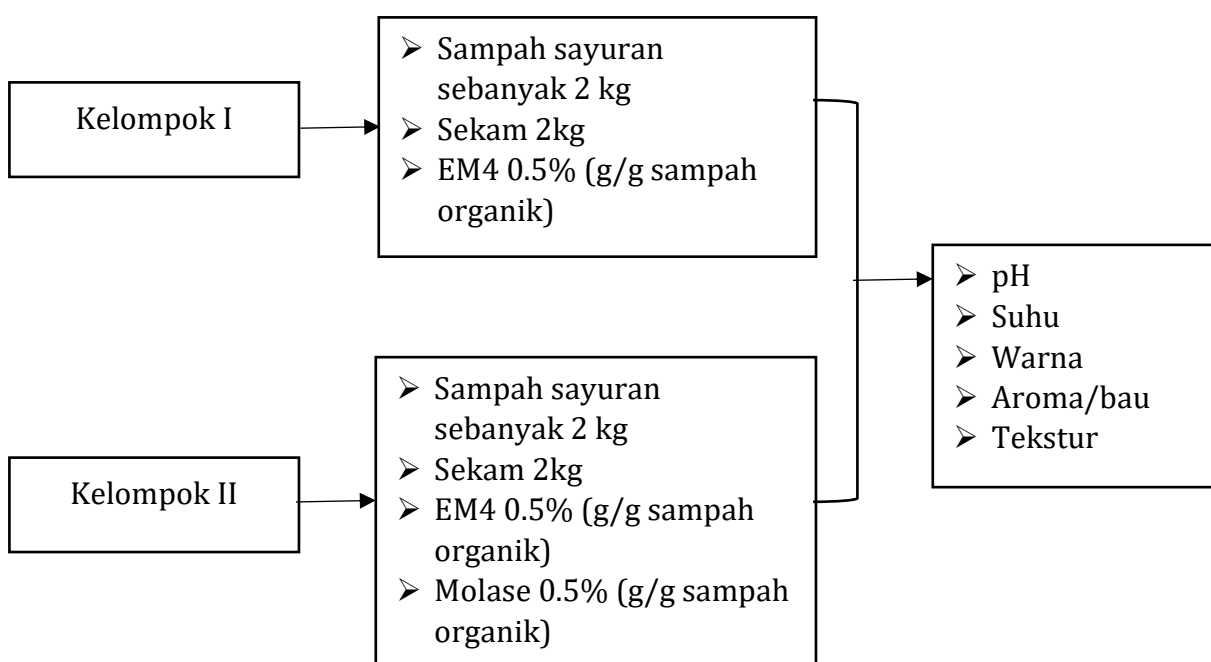 Kelompok I
➢ Sampah sayuran
sebanyak 2 kg
➢ Sekam 2kg
➢ EM4 0.5% (g/g sampah
organik)
Kelompok II
➢ Sampah sayuran
sebanyak 2 kg
➢ Sekam 2kg
➢ EM4 0.5% (g/g sampah
organik)
➢ Molase 0.5% (g/g sampah
organik)
➢ pH
➢ Suhu
➢ Warna
➢ Aroma/bau
➢ Tekstur